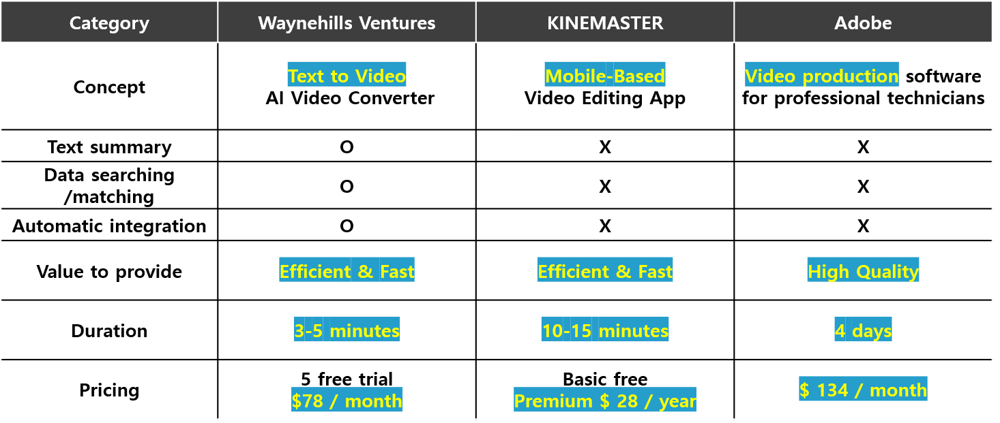 Category Waynehills Ventures KINEMASTER Adobe
Concept
Text to Video
AI Video Converter
Mobile-Based
Video Editing App
Video production software
for professional technicians
Text summary O X X
Data searching
/matching
O X X
Automatic integration O X X
Value to provide Efficient & Fast Efficient & Fast High Quality
Duration 3-5 minutes 10-15 minutes 4 days
Pricing
5 free trial
$78 / month
Basic free
Premium $ 28 / year
$ 134 / month